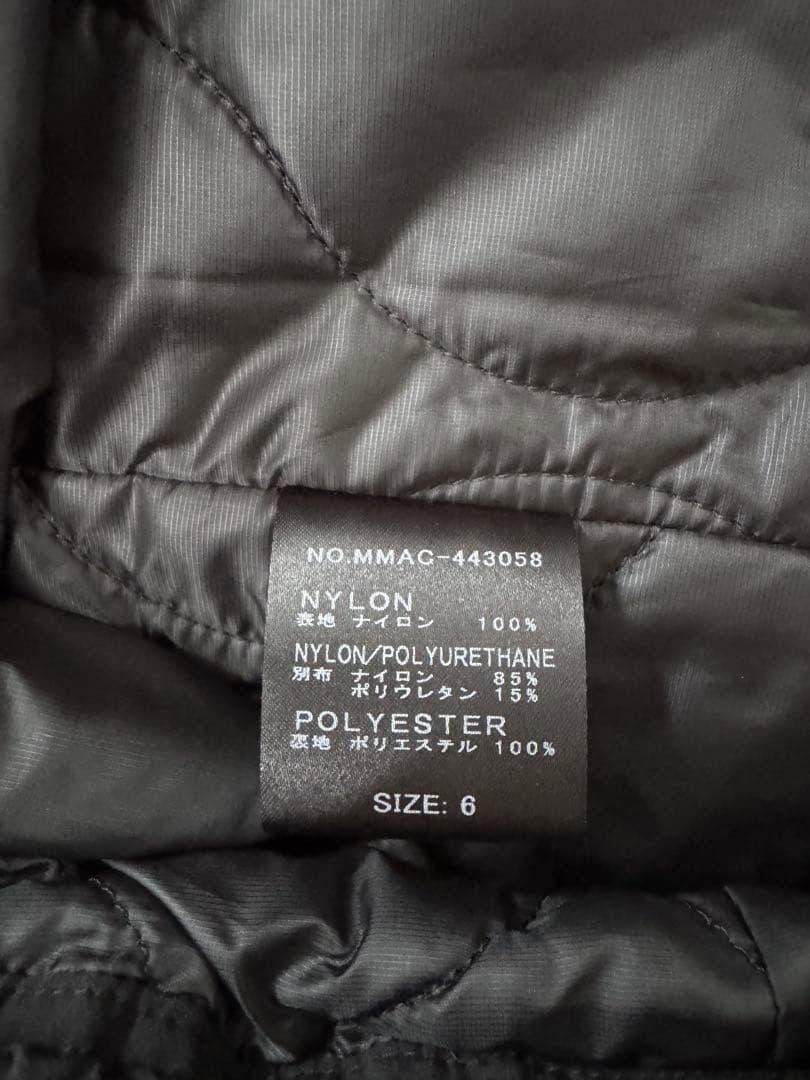 NO.MMAC-443058
NYLON
表地 ナイロン 100%
NYLON/POLYURETHANE
別布 ナイロン 85%
ポリウレタン 15%
POLYESTER
裏地 ポリエステル 100%
SIZE: 6